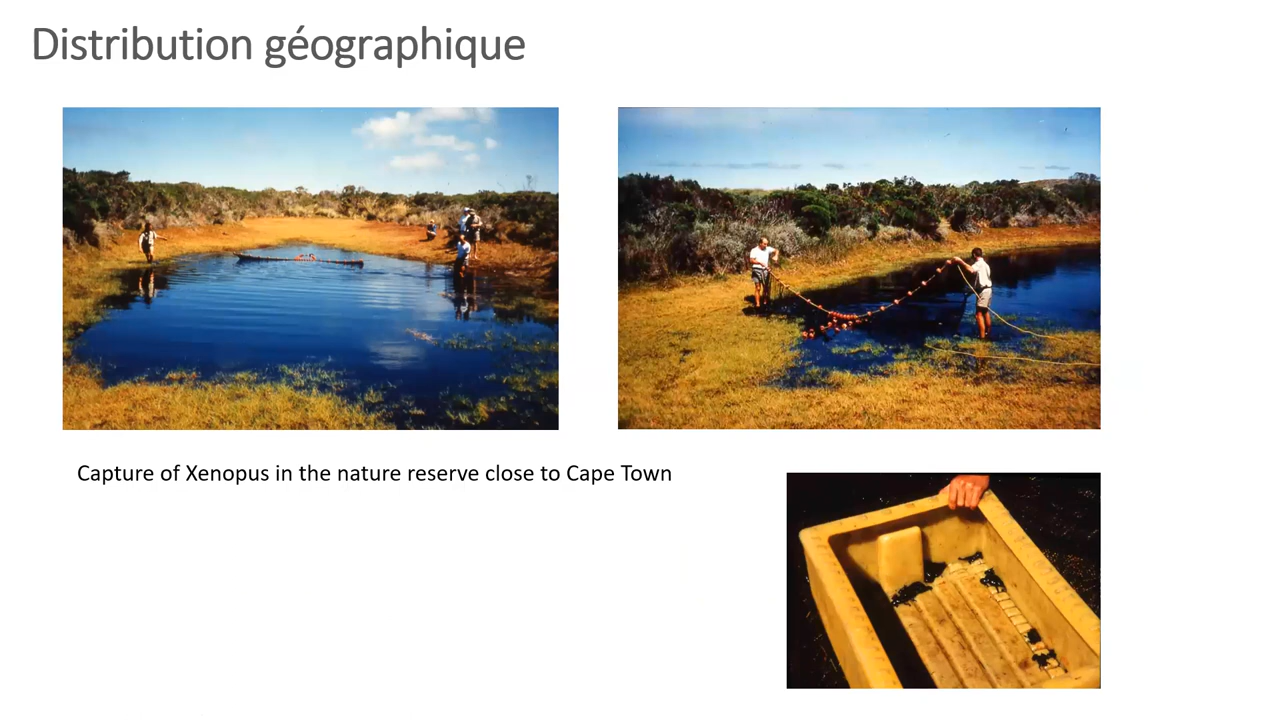 Distribution géographique
Capture of Xenopus in the nature reserve close to Cape Town